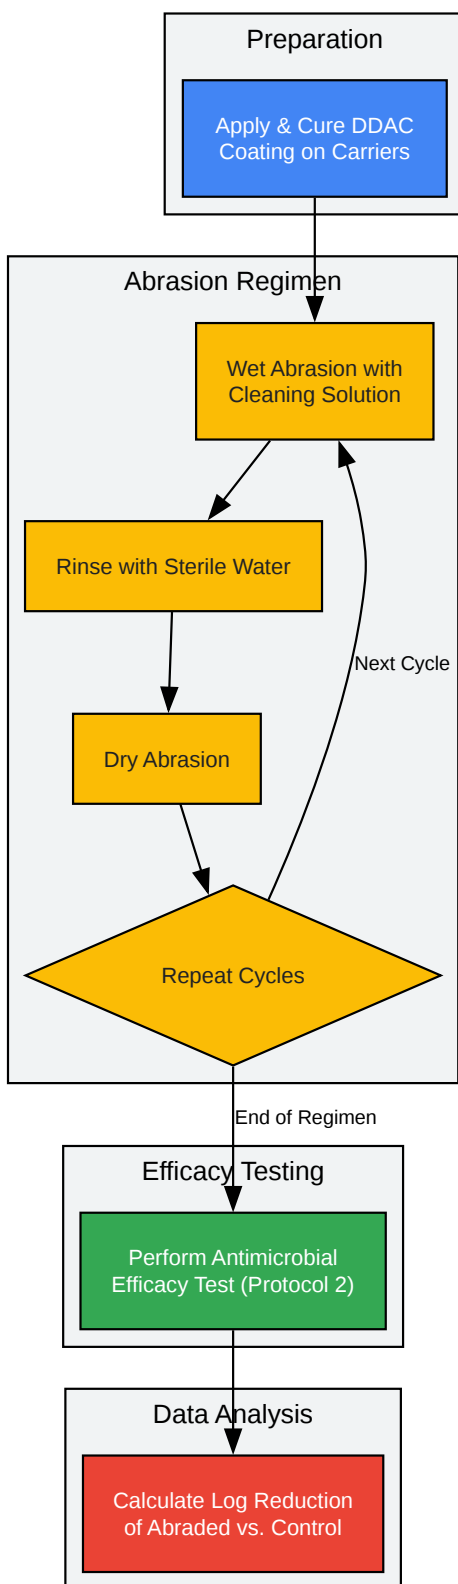 Preparation
Apply & Cure DDAC
Coating on Carriers
Abrasion Regimen
Wet Abrasion with
Cleaning Solution
Rinse with Sterile Water
Next Cycle
Dry Abrasion
Repeat Cycles
End of Regimen
Efficacy Testing
Perform Antimicrobial
Efficacy Test (Protocol 2)
Data Analysis
Calculate Log Reduction
of Abraded vs. Control